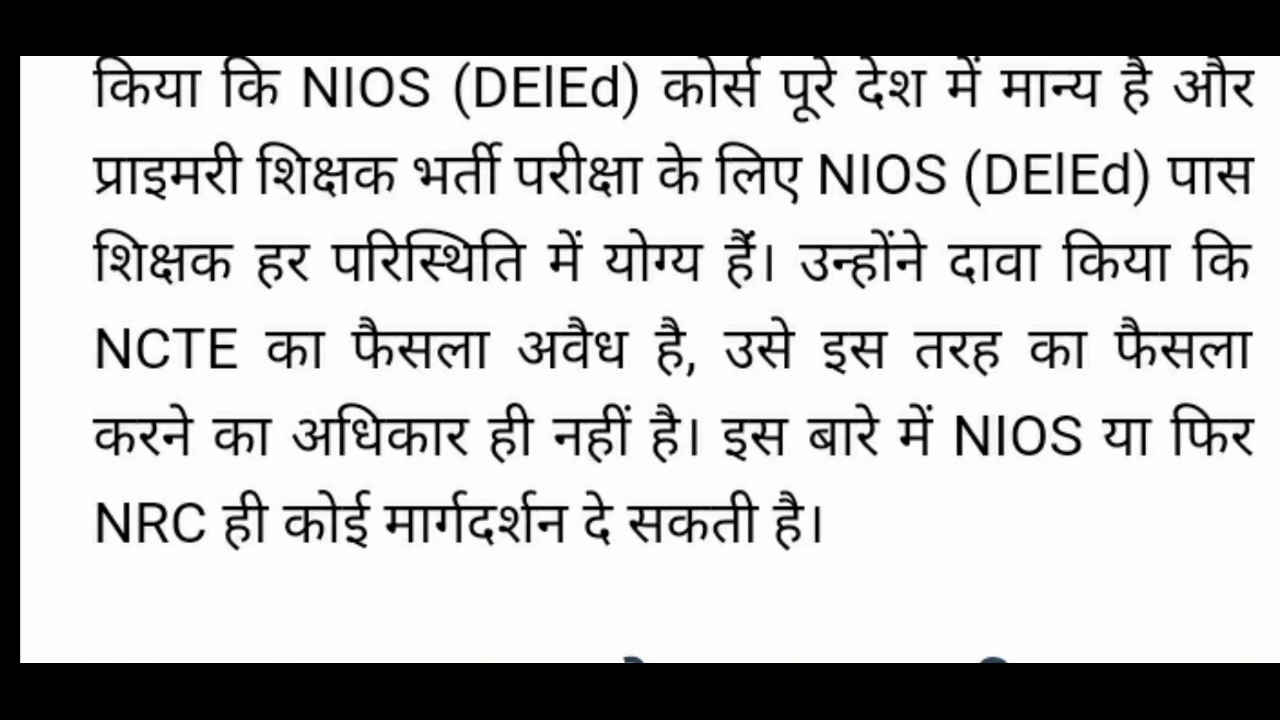 किया कि NIOS (DElEd) कोर्स पूरे देश में मान्य है और
प्राइमरी शिक्षक भर्ती परीक्षा के लिए NIOS (DElEd) पास
शिक्षक हर परिस्थिति में योग्य हैं। उन्होंने दावा किया कि
NCTE का फैसला अवैध है, उसे इस तरह का फैसला
करने का अधिकार ही नहीं है। इस बारे में NIOS या फिर
NRC ही कोई मार्गदर्शन दे सकती है।